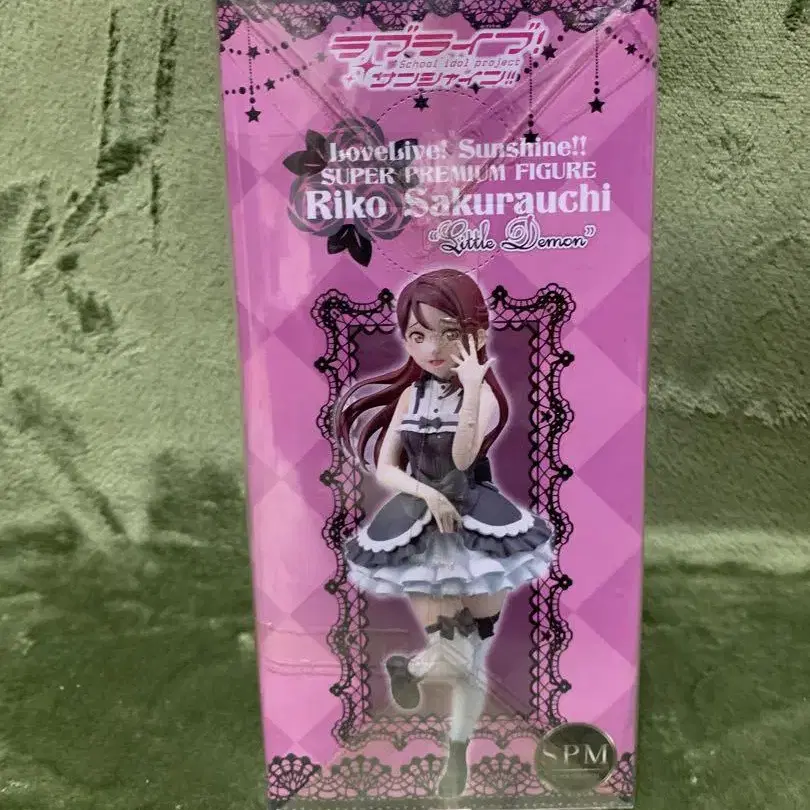 ラブライブ!
School idol project
サンシャイン!!
LoveLive! Sunshine!!
SUPER PREMIUM FIGURE
Riko Sakurauchi
"Little Demon"
SPM